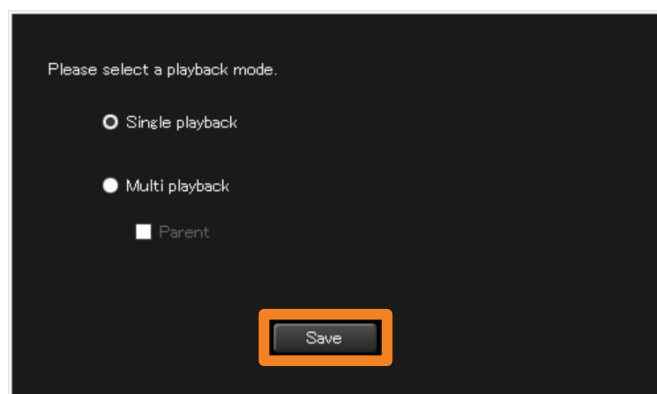 Please select a playback mode.
Single playback
Multi playback
Parent
Save